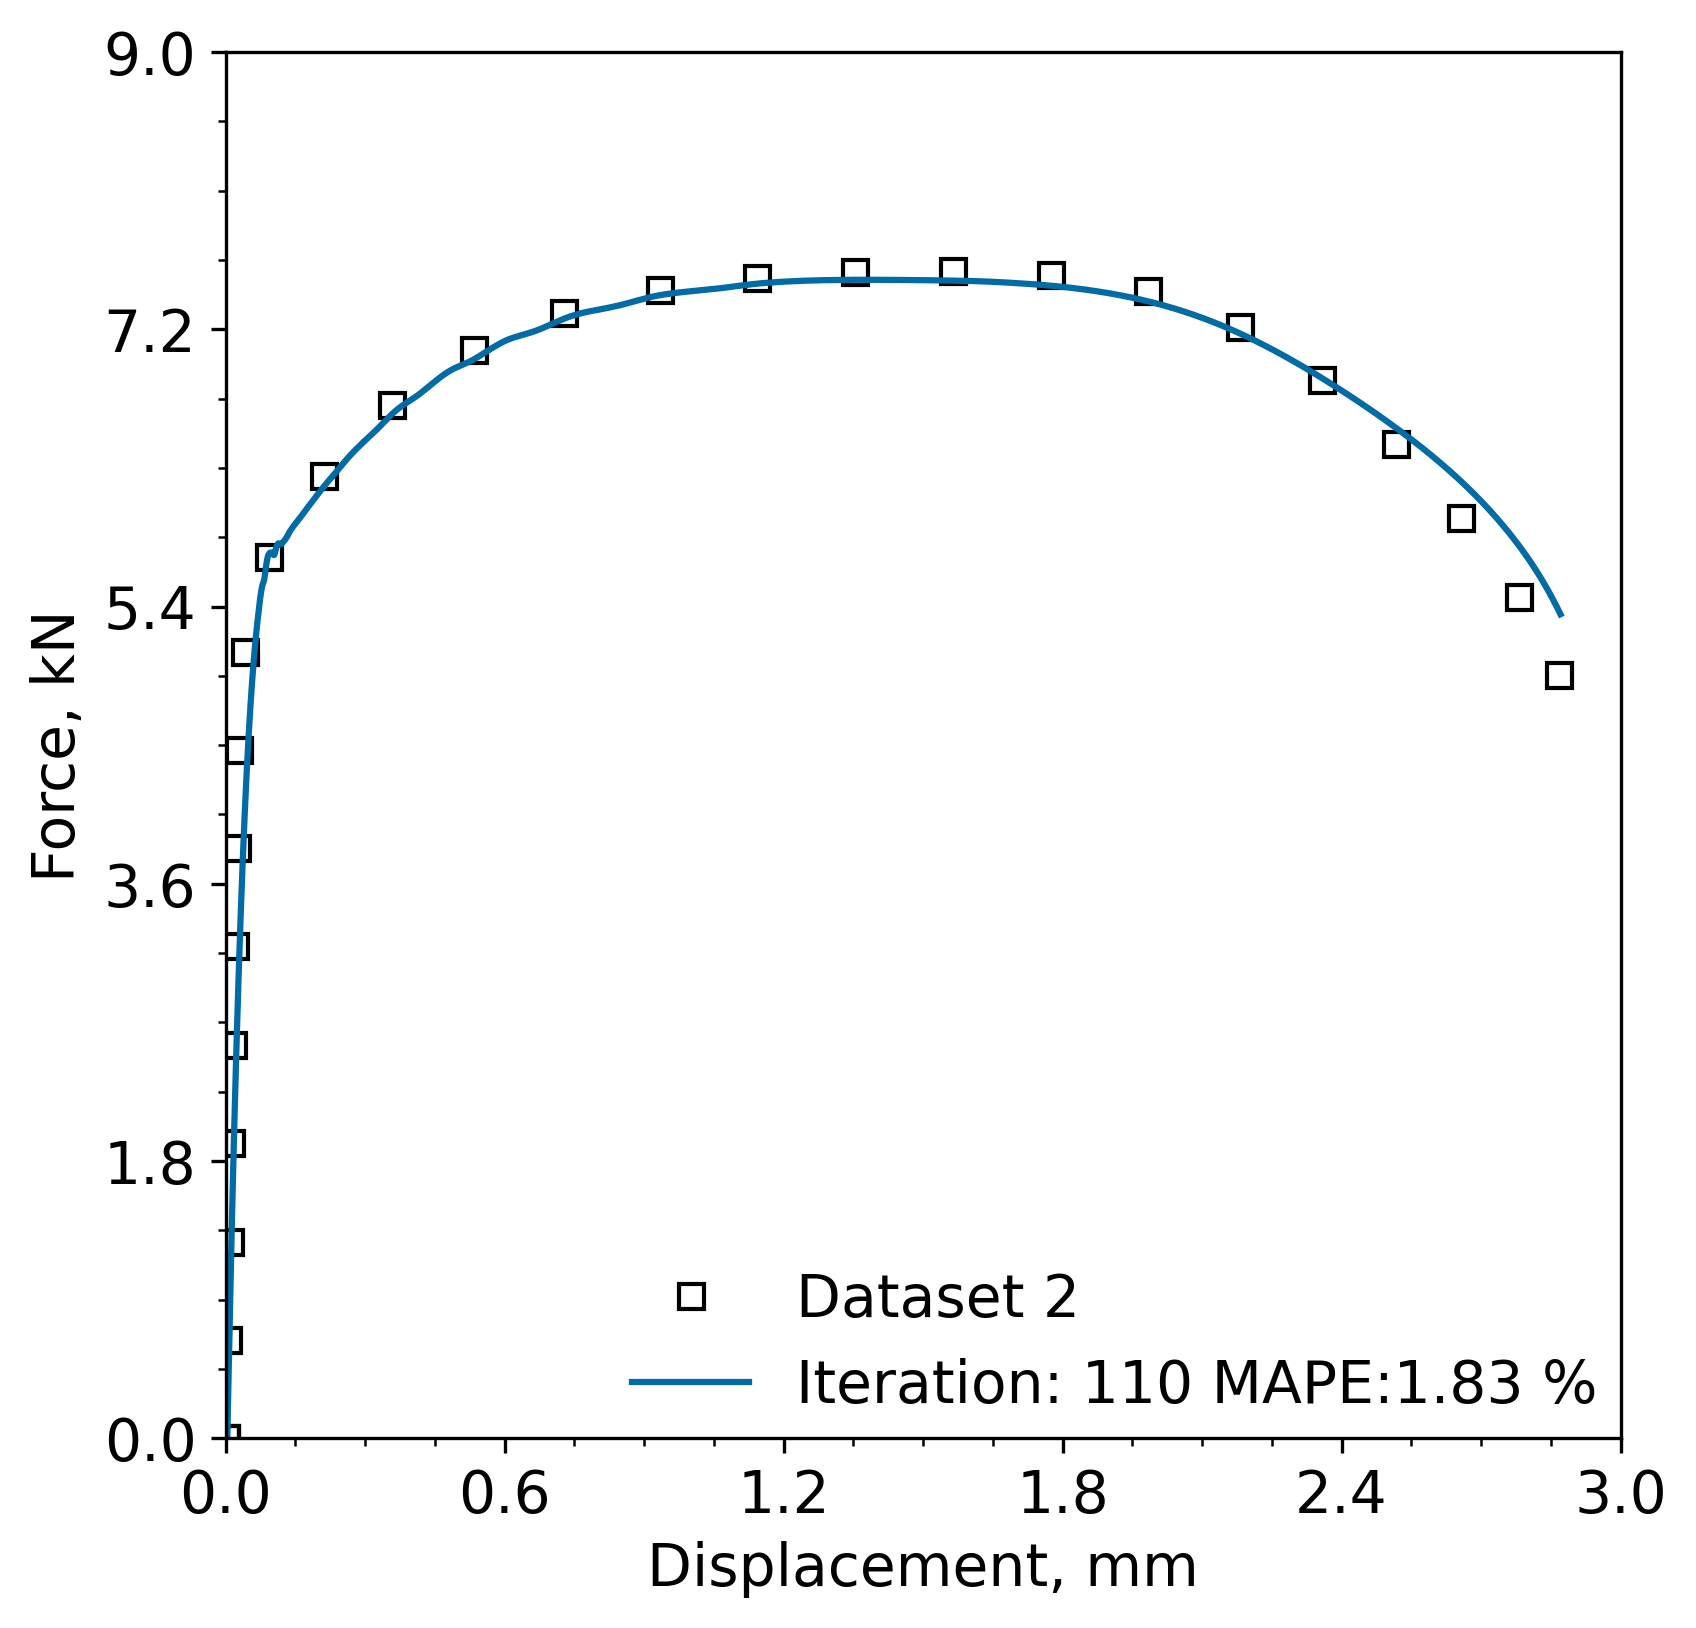 9.0
7.2
5.4
3.6
1.8
0.0
Force, kN
Dataset 2
Iteration: 110 MAPE:1.83 %
0.0 0.6 1.2 1.8 2.4 3.0
Displacement, mm